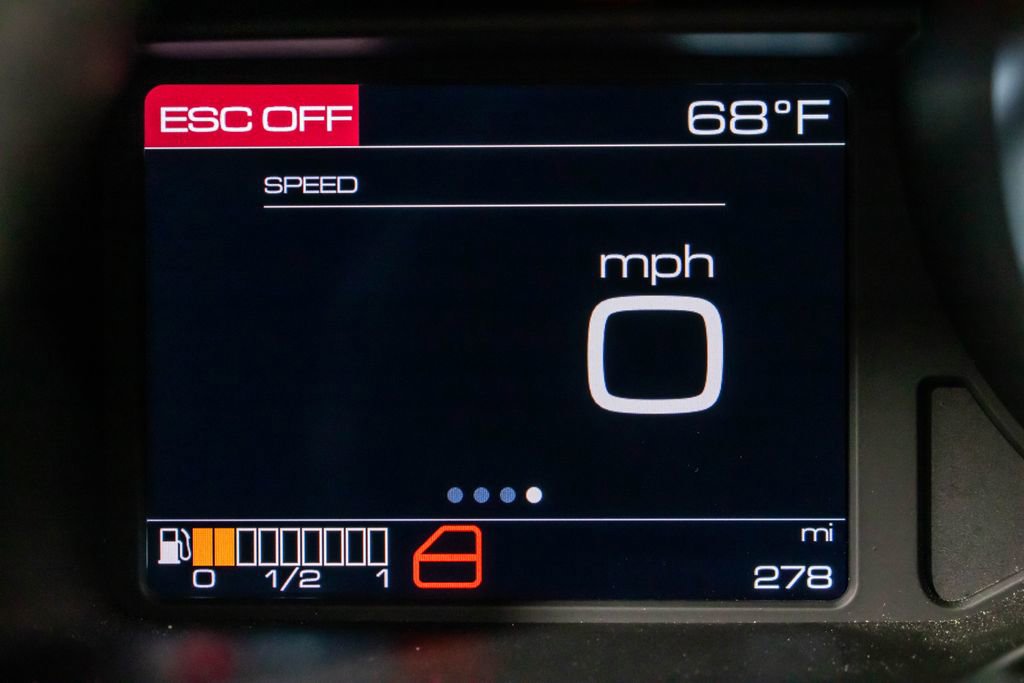 ESC OFF 68°F
SPEED
mph
0
mi
0 1/2 1 278